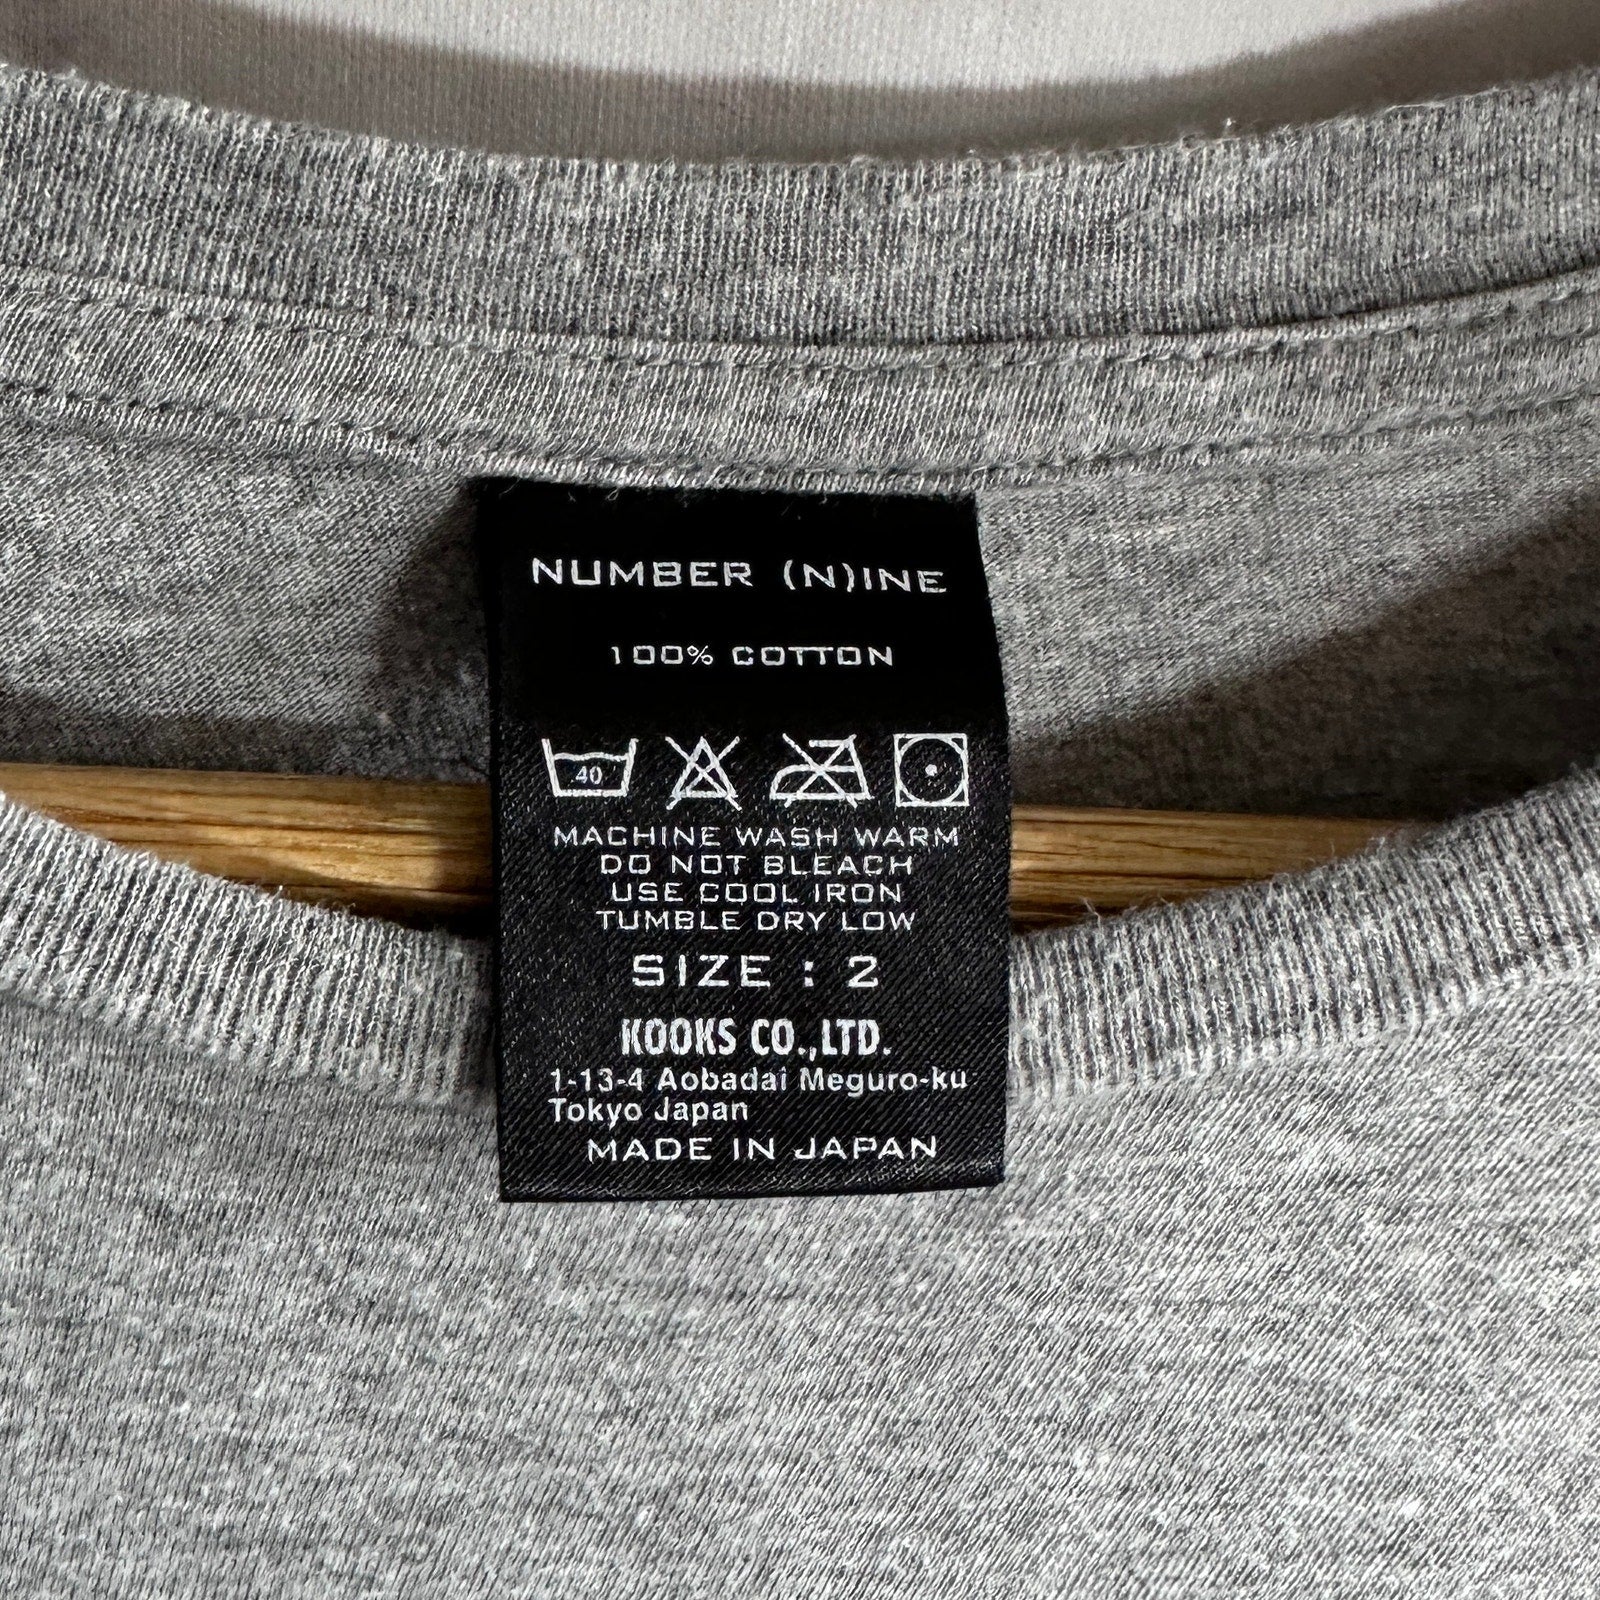 NUMBER (N)INE
100% COTTON
40
MACHINE WASH WARM
DO NOT BLEACH
USE COOL IRON
TUMBLE DRY LOW
SIZE : 2
KOOKS CO.,LTD.
1-13-4 Aobadai Meguro-ku
Tokyo Japan
MADE IN JAPAN